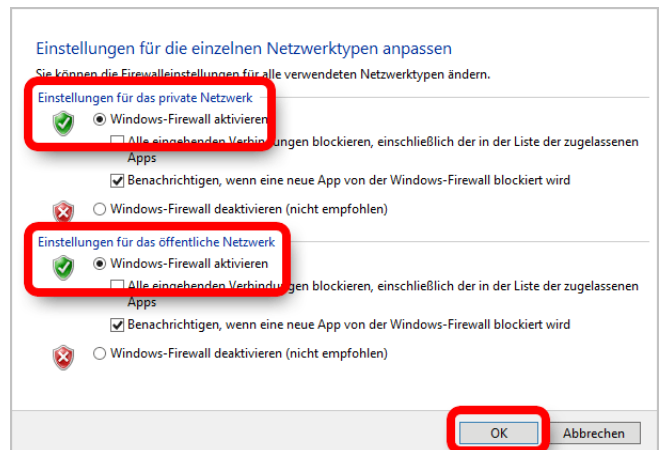 Einstellungen für die einzelnen Netzwerktypen anpassen
Sie können die Firewalleinstellungen für alle verwendeten Netzwerktypen ändern.
Einstellungen für das private Netzwerk
Windows-Firewall aktivieren
Alle eingehenden Verbindungen blockieren, einschließlich der in der Liste der zugelassenen
Apps
Benachrichtigen, wenn eine neue App von der Windows-Firewall blockiert wird
Windows-Firewall deaktivieren (nicht empfohlen)
Einstellungen für das öffentliche Netzwerk
Windows-Firewall aktivieren
Alle eingehenden Verbindungen blockieren, einschließlich der in der Liste der zugelassenen
Apps
Benachrichtigen, wenn eine neue App von der Windows-Firewall blockiert wird
Windows-Firewall deaktivieren (nicht empfohlen)
OK Abbrechen